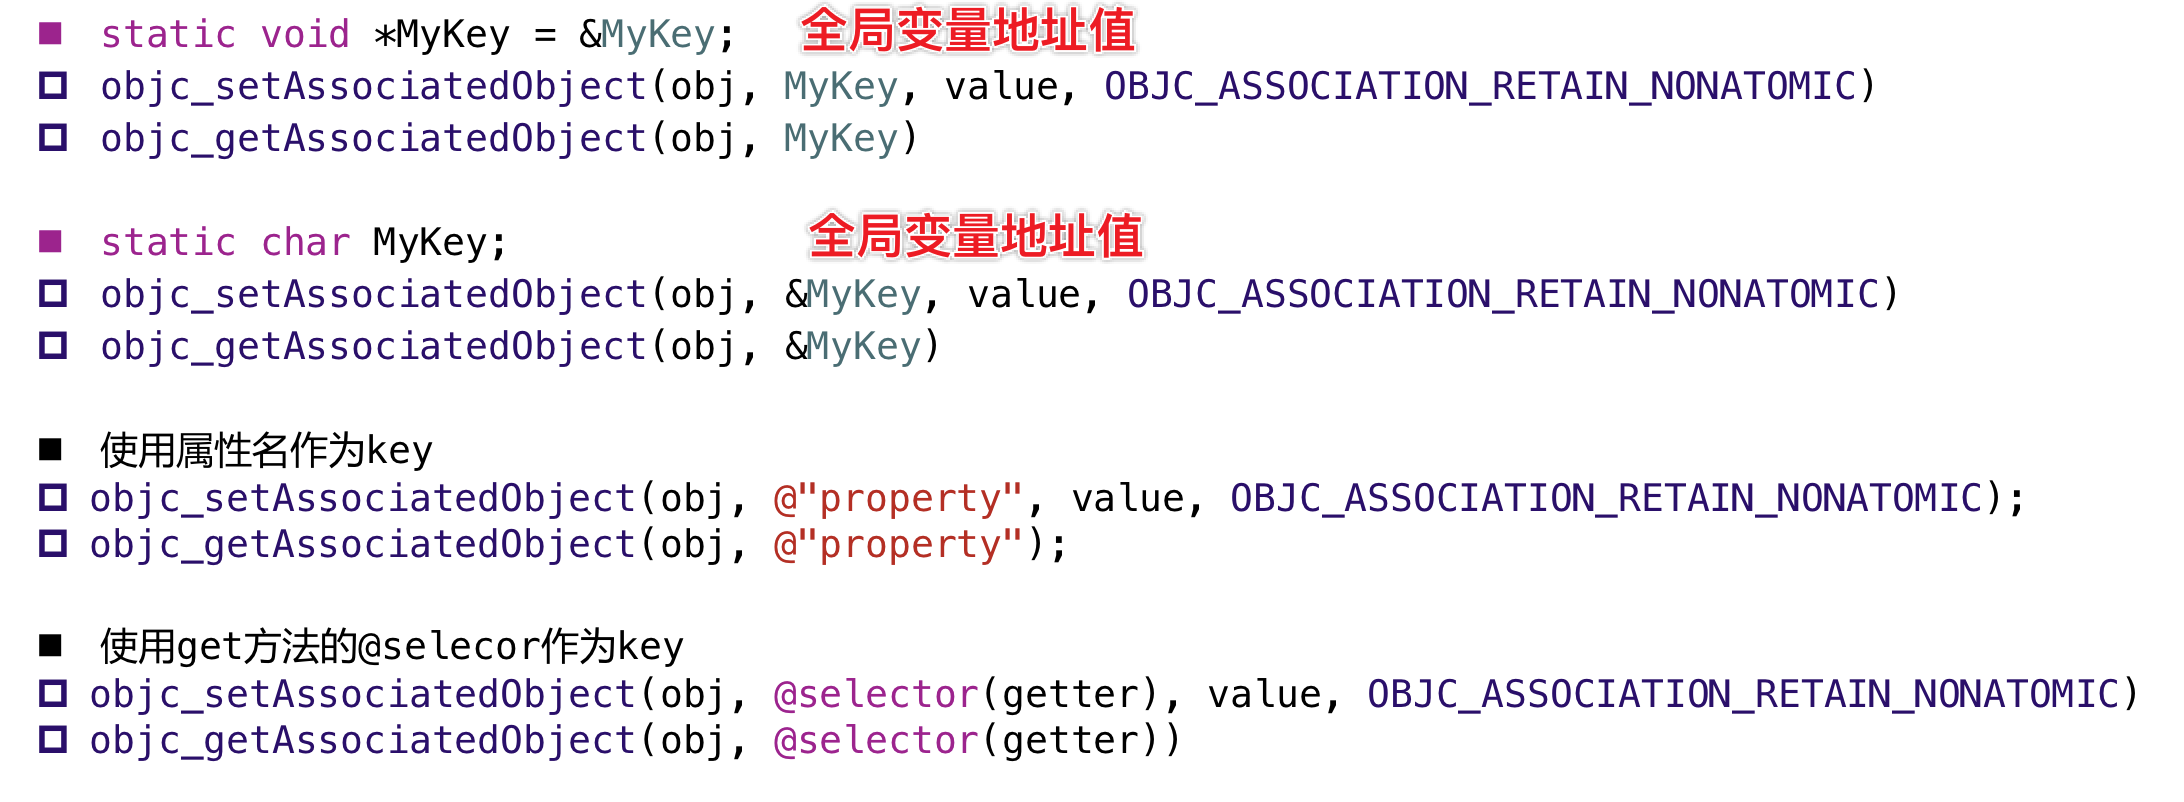 static void *MyKey = &MyKey; 全局变量地址值
objc_setAssociatedObject(obj, MyKey, value, OBJC_ASSOCIATION_RETAIN_NONATOMIC)
objc_getAssociatedObject(obj, MyKey)
static char MyKey; 全局变量地址值
objc_setAssociatedObject(obj, &MyKey, value, OBJC_ASSOCIATION_RETAIN_NONATOMIC)
objc_getAssociatedObject(obj, &MyKey)
使用属性名作为key
objc_setAssociatedObject(obj, @"property", value, OBJC_ASSOCIATION_RETAIN_NONATOMIC);
objc_getAssociatedObject(obj, @"property");
使用get方法的@selecor作为key
objc_setAssociatedObject(obj, @selector(getter), value, OBJC_ASSOCIATION_RETAIN_NONATOMIC)
objc_getAssociatedObject(obj, @selector(getter))